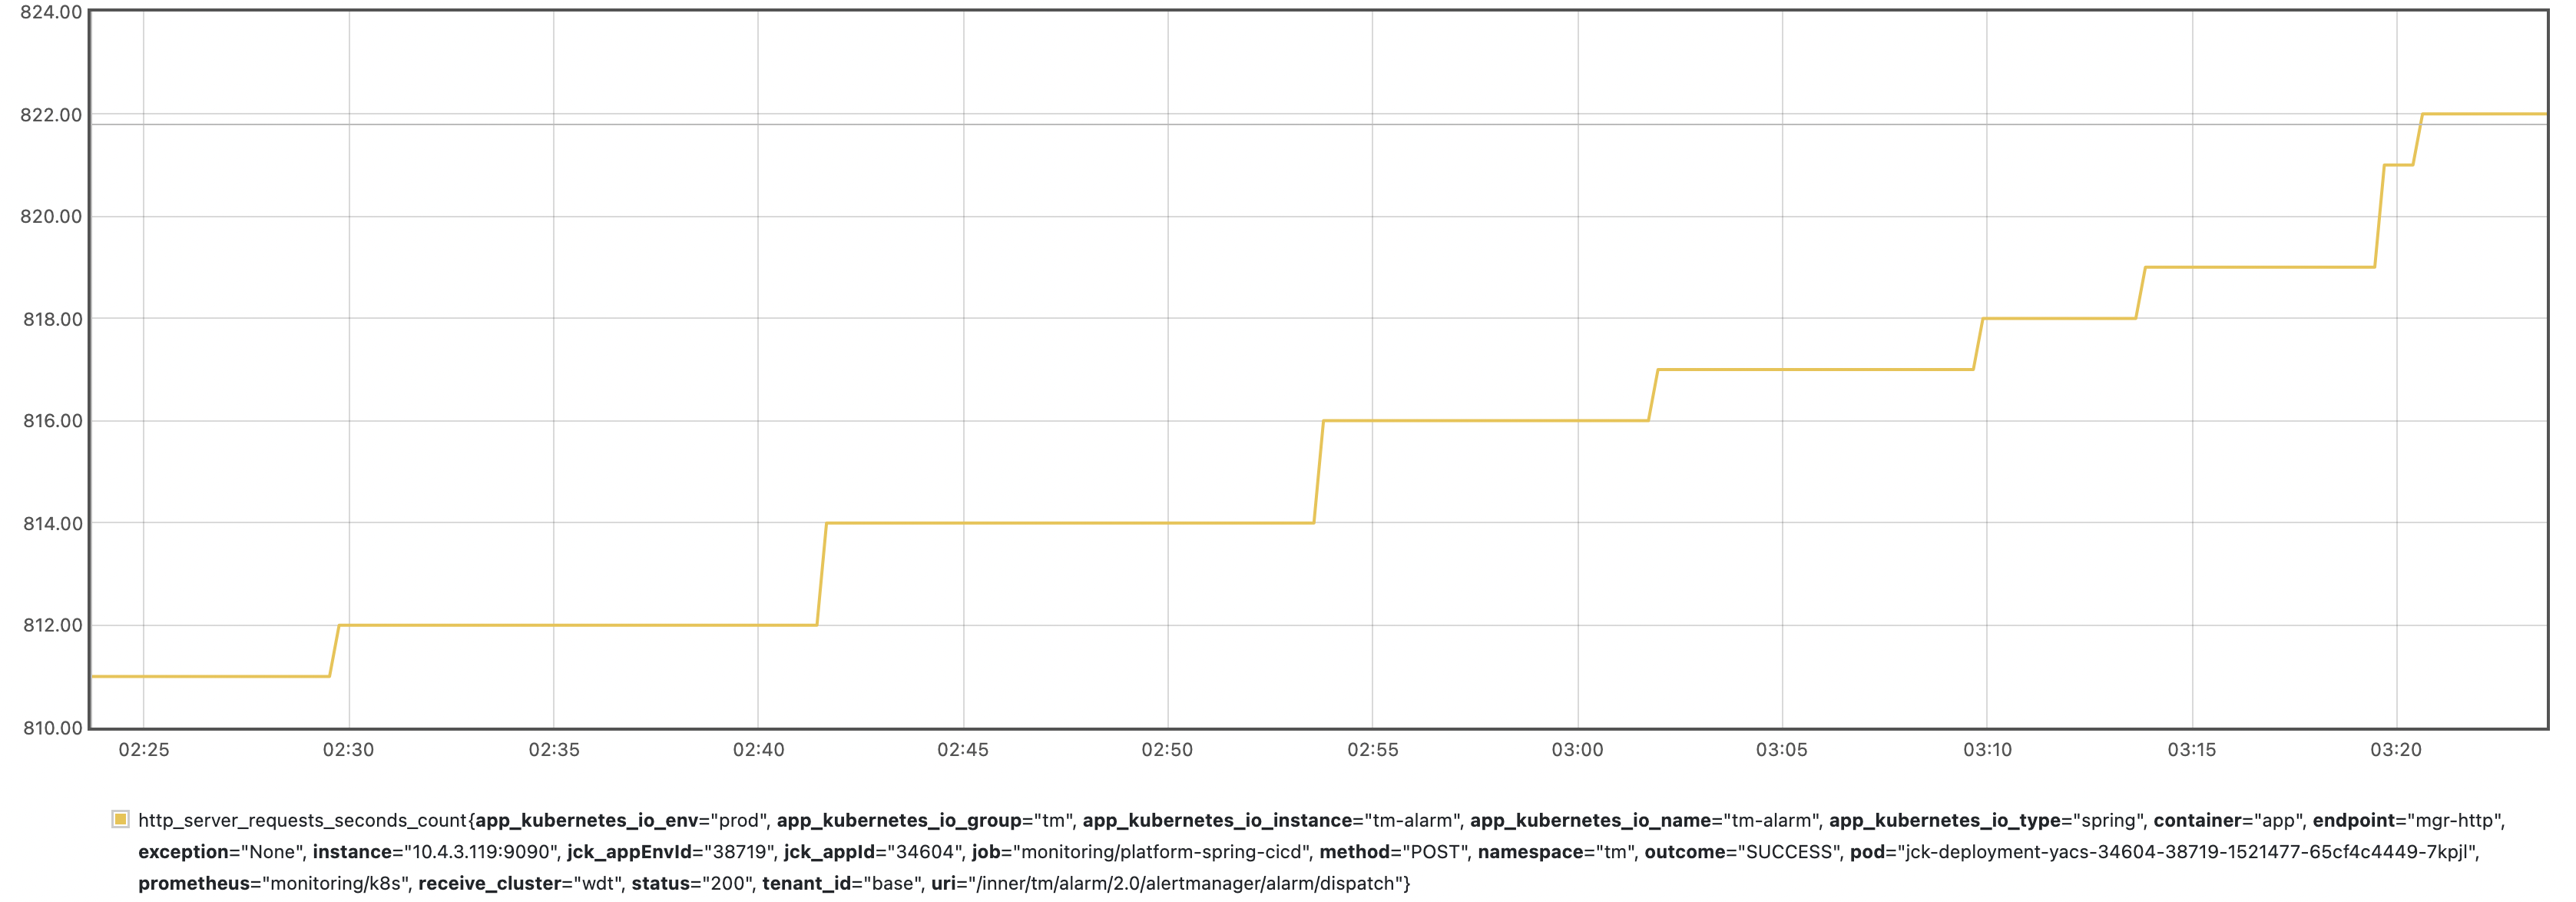 824.00
822.00
820.00
818.00
816.00
814.00
812.00
810.00
02:25 02:30 02:35 02:40 02:45 02:50 02:55 03:00 03:05 03:10 03:15 03:20
http_server_requests_seconds_count{app_kubernetes_io_env="prod", app_kubernetes_io_group="tm", app_kubernetes_io_instance="tm-alarm", app_kubernetes_io_name="tm-alarm", app_kubernetes_io_type="spring", container="app", endpoint="mgr-http",
exception="None", instance="10.4.3.119:9090", jck_appEnvId="38719", jck_appId="34604", job="monitoring/platform-spring-cicd", method="POST", namespace="tm", outcome="SUCCESS", pod="jck-deployment-yacs-34604-38719-1521477-65cf4c4449-7kpjl",
prometheus="monitoring/k8s", receive_cluster="wdt", status="200", tenant_id="base", uri="/inner/tm/alarm/2.0/alertmanager/alarm/dispatch"}